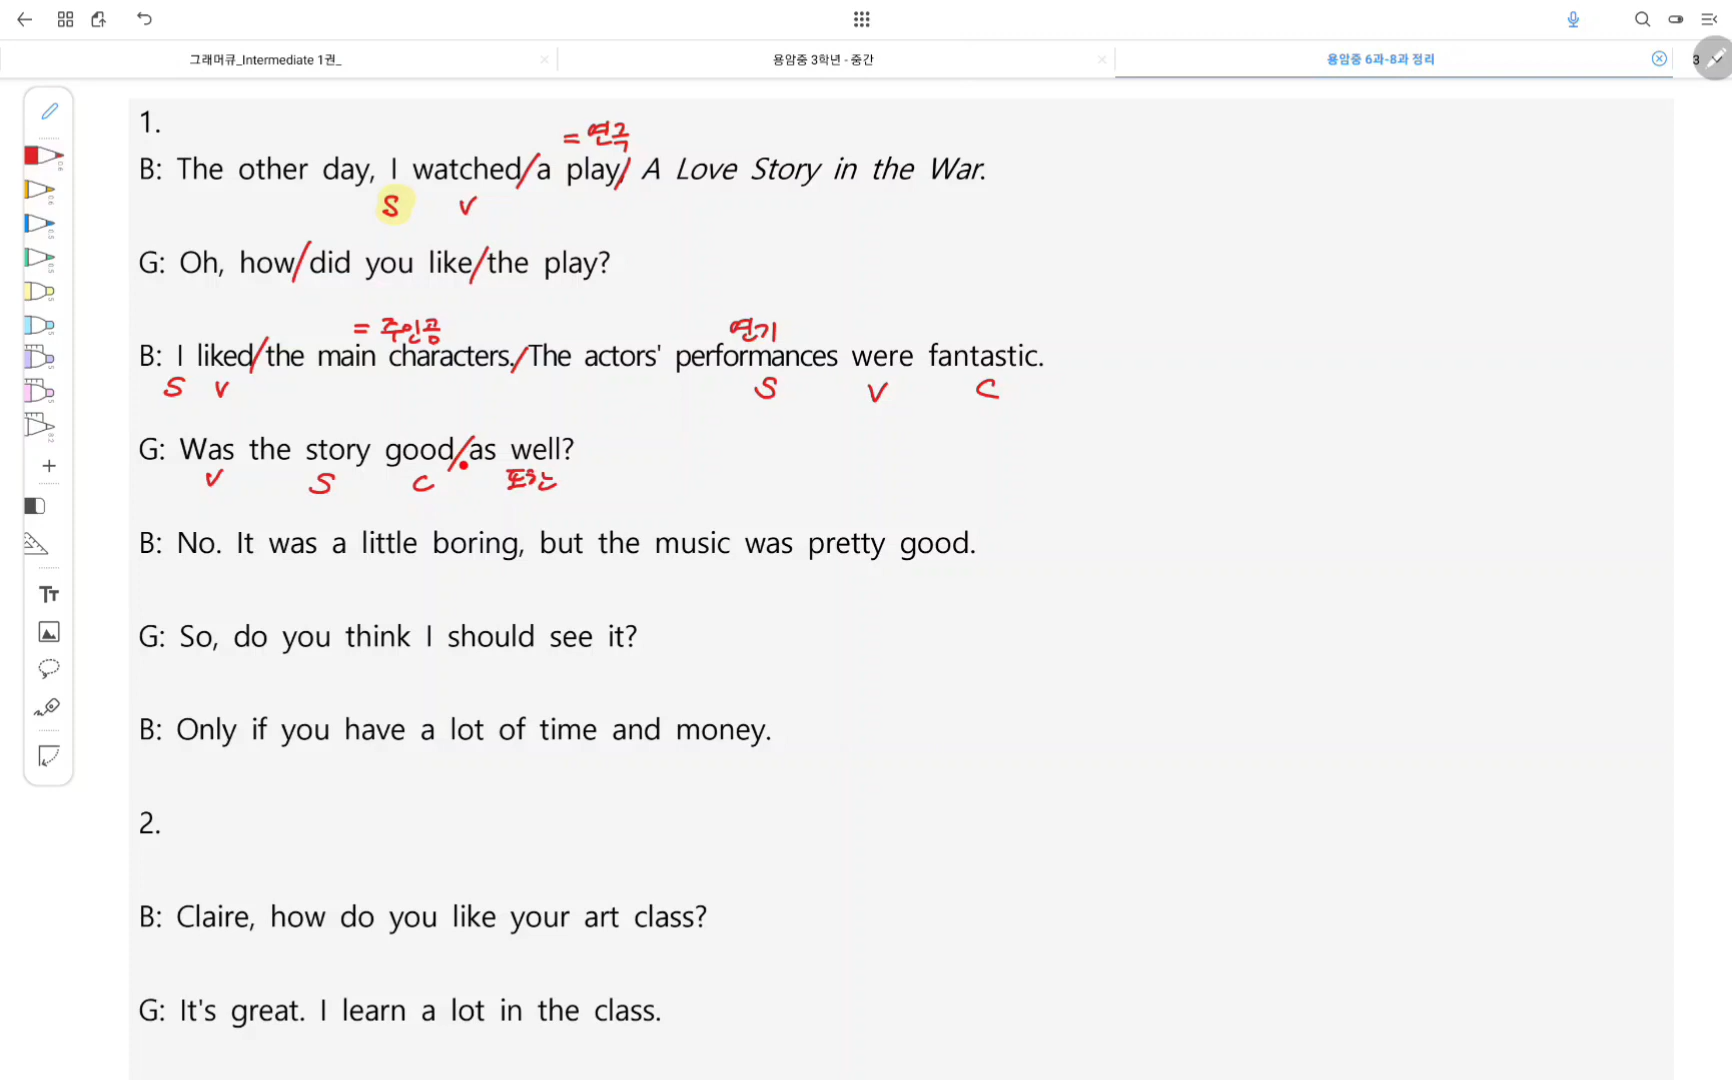 그래머큐_Intermediate 1권_
용암중 3학년 - 중간
용암중 6과-8과 정리
3
1.
= 연극
B: The other day, I watched/a play/ A Love Story in the War.
S V
G: Oh, how/did you like/the play?
= 주인공 연기
B: I liked/the main characters./The actors' performances were fantastic.
S V S V C
G: Was the story good/as well?
V S C
B: No. It was a little boring, but the music was pretty good.
G: So, do you think I should see it?
B: Only if you have a lot of time and money.
2.
B: Claire, how do you like your art class?
G: It's great. I learn a lot in the class.